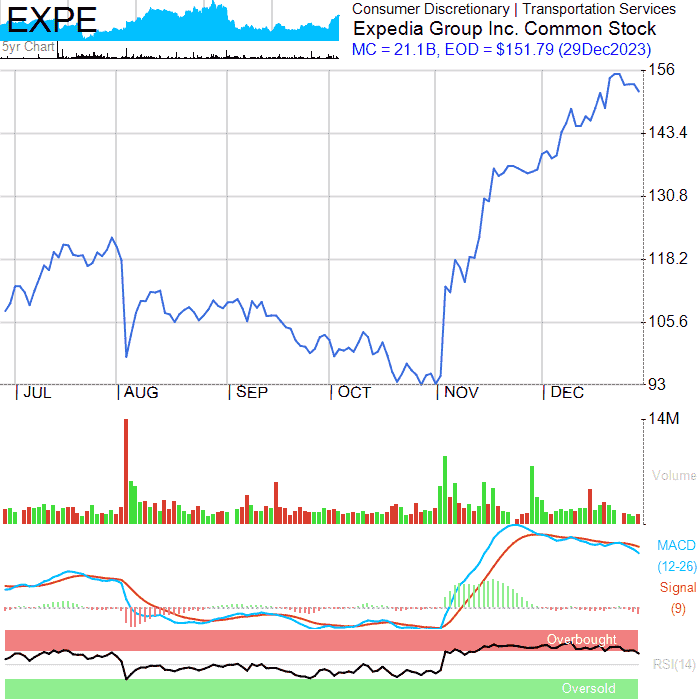 EXPE
5yr Chart
Consumer Discretionary | Transportation Services
Expedia Group Inc. Common Stock
MC = 21.1B, EOD = $151.79 (29Dec2023)
156
143.4
130.8
118.2
105.6
93
JUL AUG SEP OCT NOV DEC
14M
Volume
MACD
(12-26)
Signal
(9)
Overbought
RSI(14)
Oversold